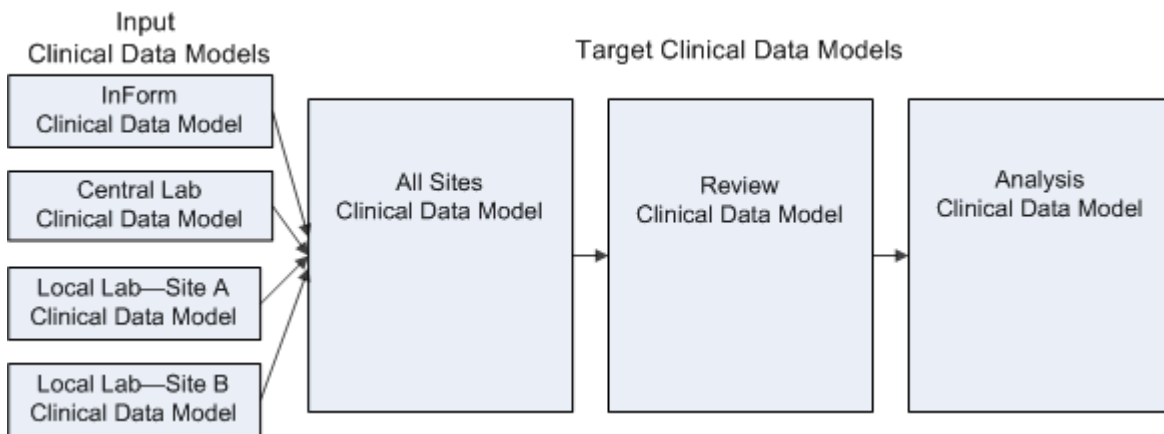 Input
Clinical Data Models
Target Clinical Data Models
InForm
Clinical Data Model
Central Lab
Clinical Data Model
Local Lab—Site A
Clinical Data Model
Local Lab—Site B
Clinical Data Model
All Sites
Clinical Data Model
Review
Clinical Data Model
Analysis
Clinical Data Model